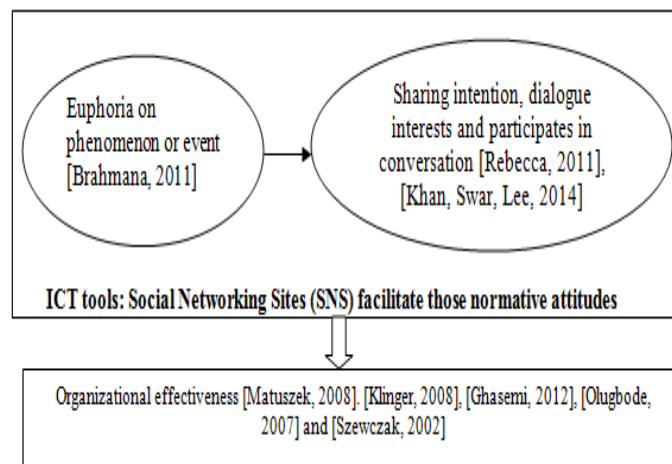 Euphoria on
phenomenon or event
[Brahmana, 2011]
Sharing intention, dialogue
interests and participates in
conversation [Rebecca, 2011],
[Khan, Swar, Lee, 2014]
ICT tools: Social Networking Sites (SNS) facilitate those normative attitudes
Organizational effectiveness [Matuszek, 2008]. [Klinger, 2008], [Ghasemi, 2012], [Olugbode,
2007] and [Szewczak, 2002]